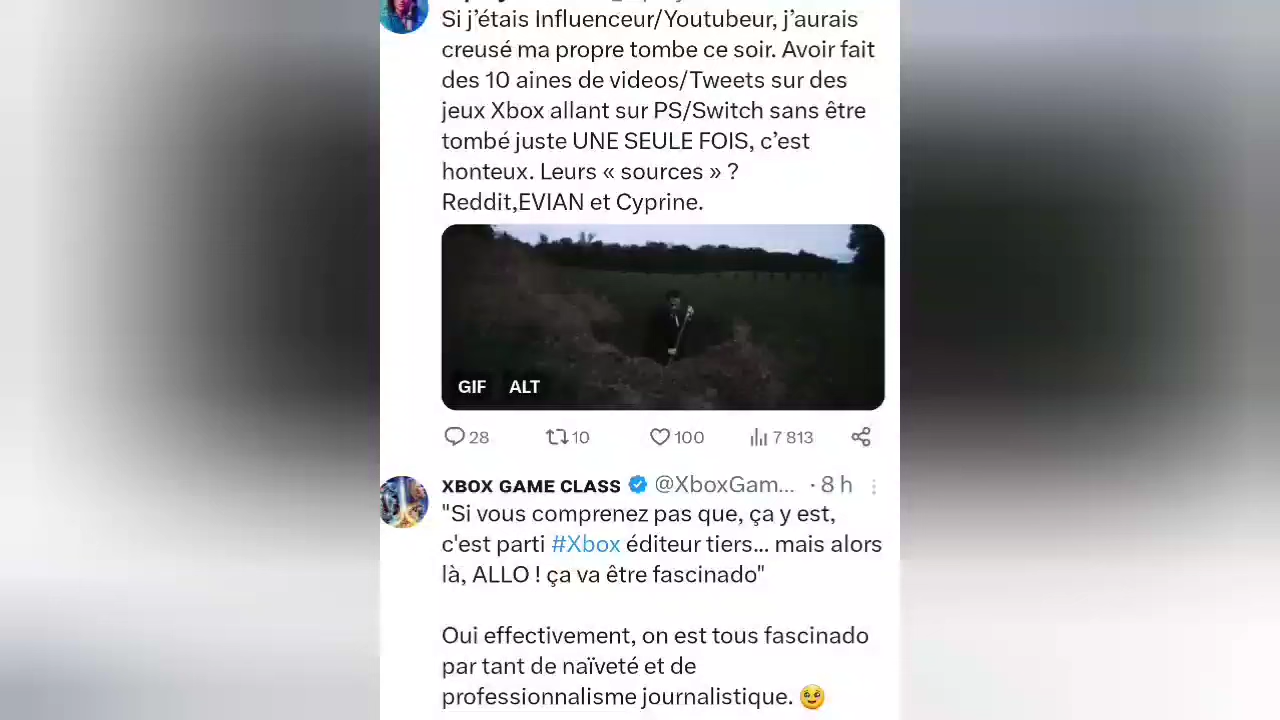 Si j’étais Influenceur/Youtubeur, j’aurais
creusé ma propre tombe ce soir. Avoir fait
des 10 aines de videos/Tweets sur des
jeux Xbox allant sur PS/Switch sans être
tombé juste UNE SEULE FOIS, c’est
honteux. Leurs « sources » ?
Reddit,EVIAN et Cyprine.
GIF ALT
28 10 100 7 813
XBOX GAME CLASS @XboxGam... · 8 h
"Si vous comprenez pas que, ça y est,
c'est parti #Xbox éditeur tiers... mais alors
là, ALLO ! ça va être fascinado"
Oui effectivement, on est tous fascinado
par tant de naïveté et de
professionnalisme journalistique. 🥹